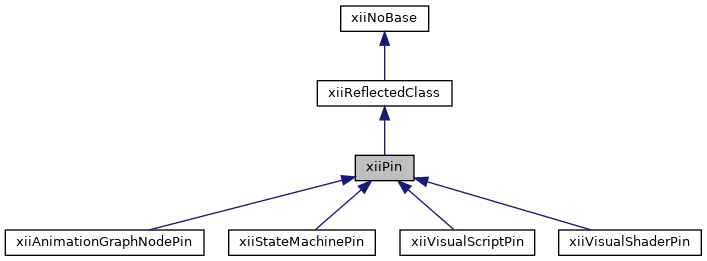 xiiNoBase
xiiReflectedClass
xiiPin
xiiAnimationGraphNodePin
xiiStateMachinePin
xiiVisualScriptPin
xiiVisualShaderPin